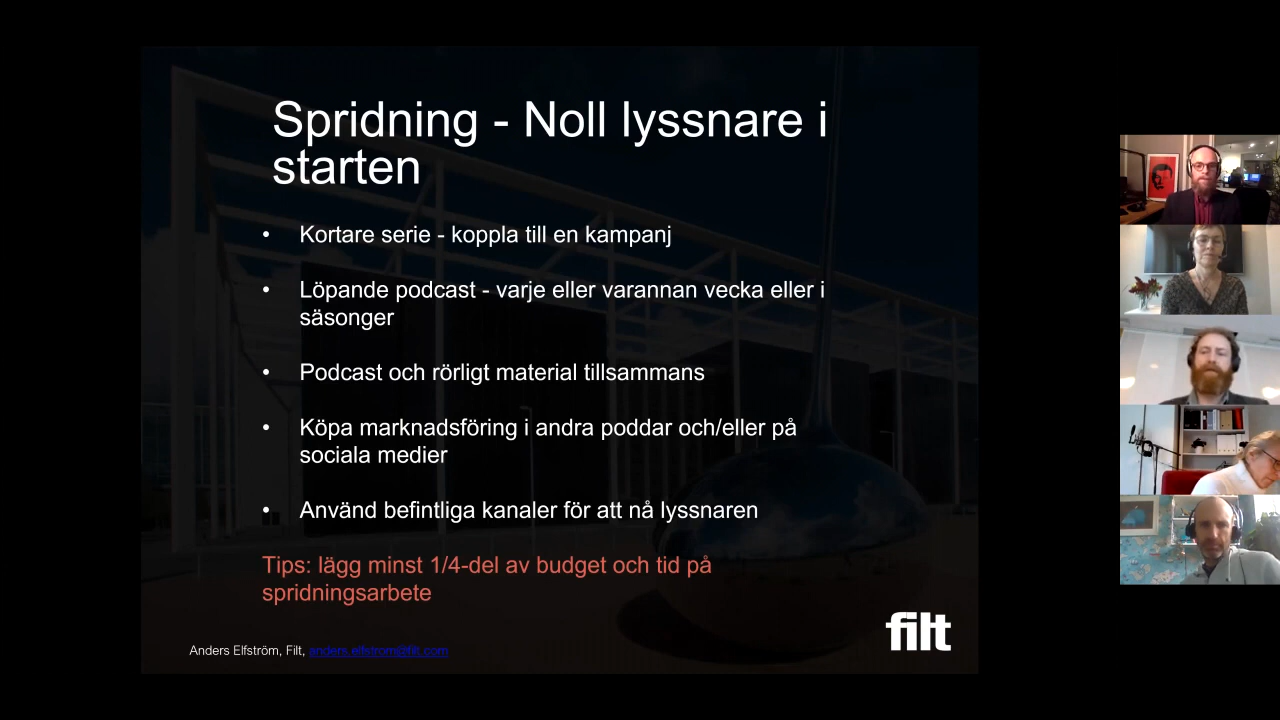 Spridning - Noll lyssnare i
starten
• Kortare serie - koppla till en kampanj
• Löpande podcast - varje eller varannan vecka eller i
säsonger
• Podcast och rörligt material tillsammans
• Köpa marknadsföring i andra poddar och/eller på
sociala medier
• Använd befintliga kanaler för att nå lyssnaren
Tips: lägg minst 1/4-del av budget och tid på
spridningsarbete
filt
Anders Elfström, Filt, anders.elfstrom@filt.com